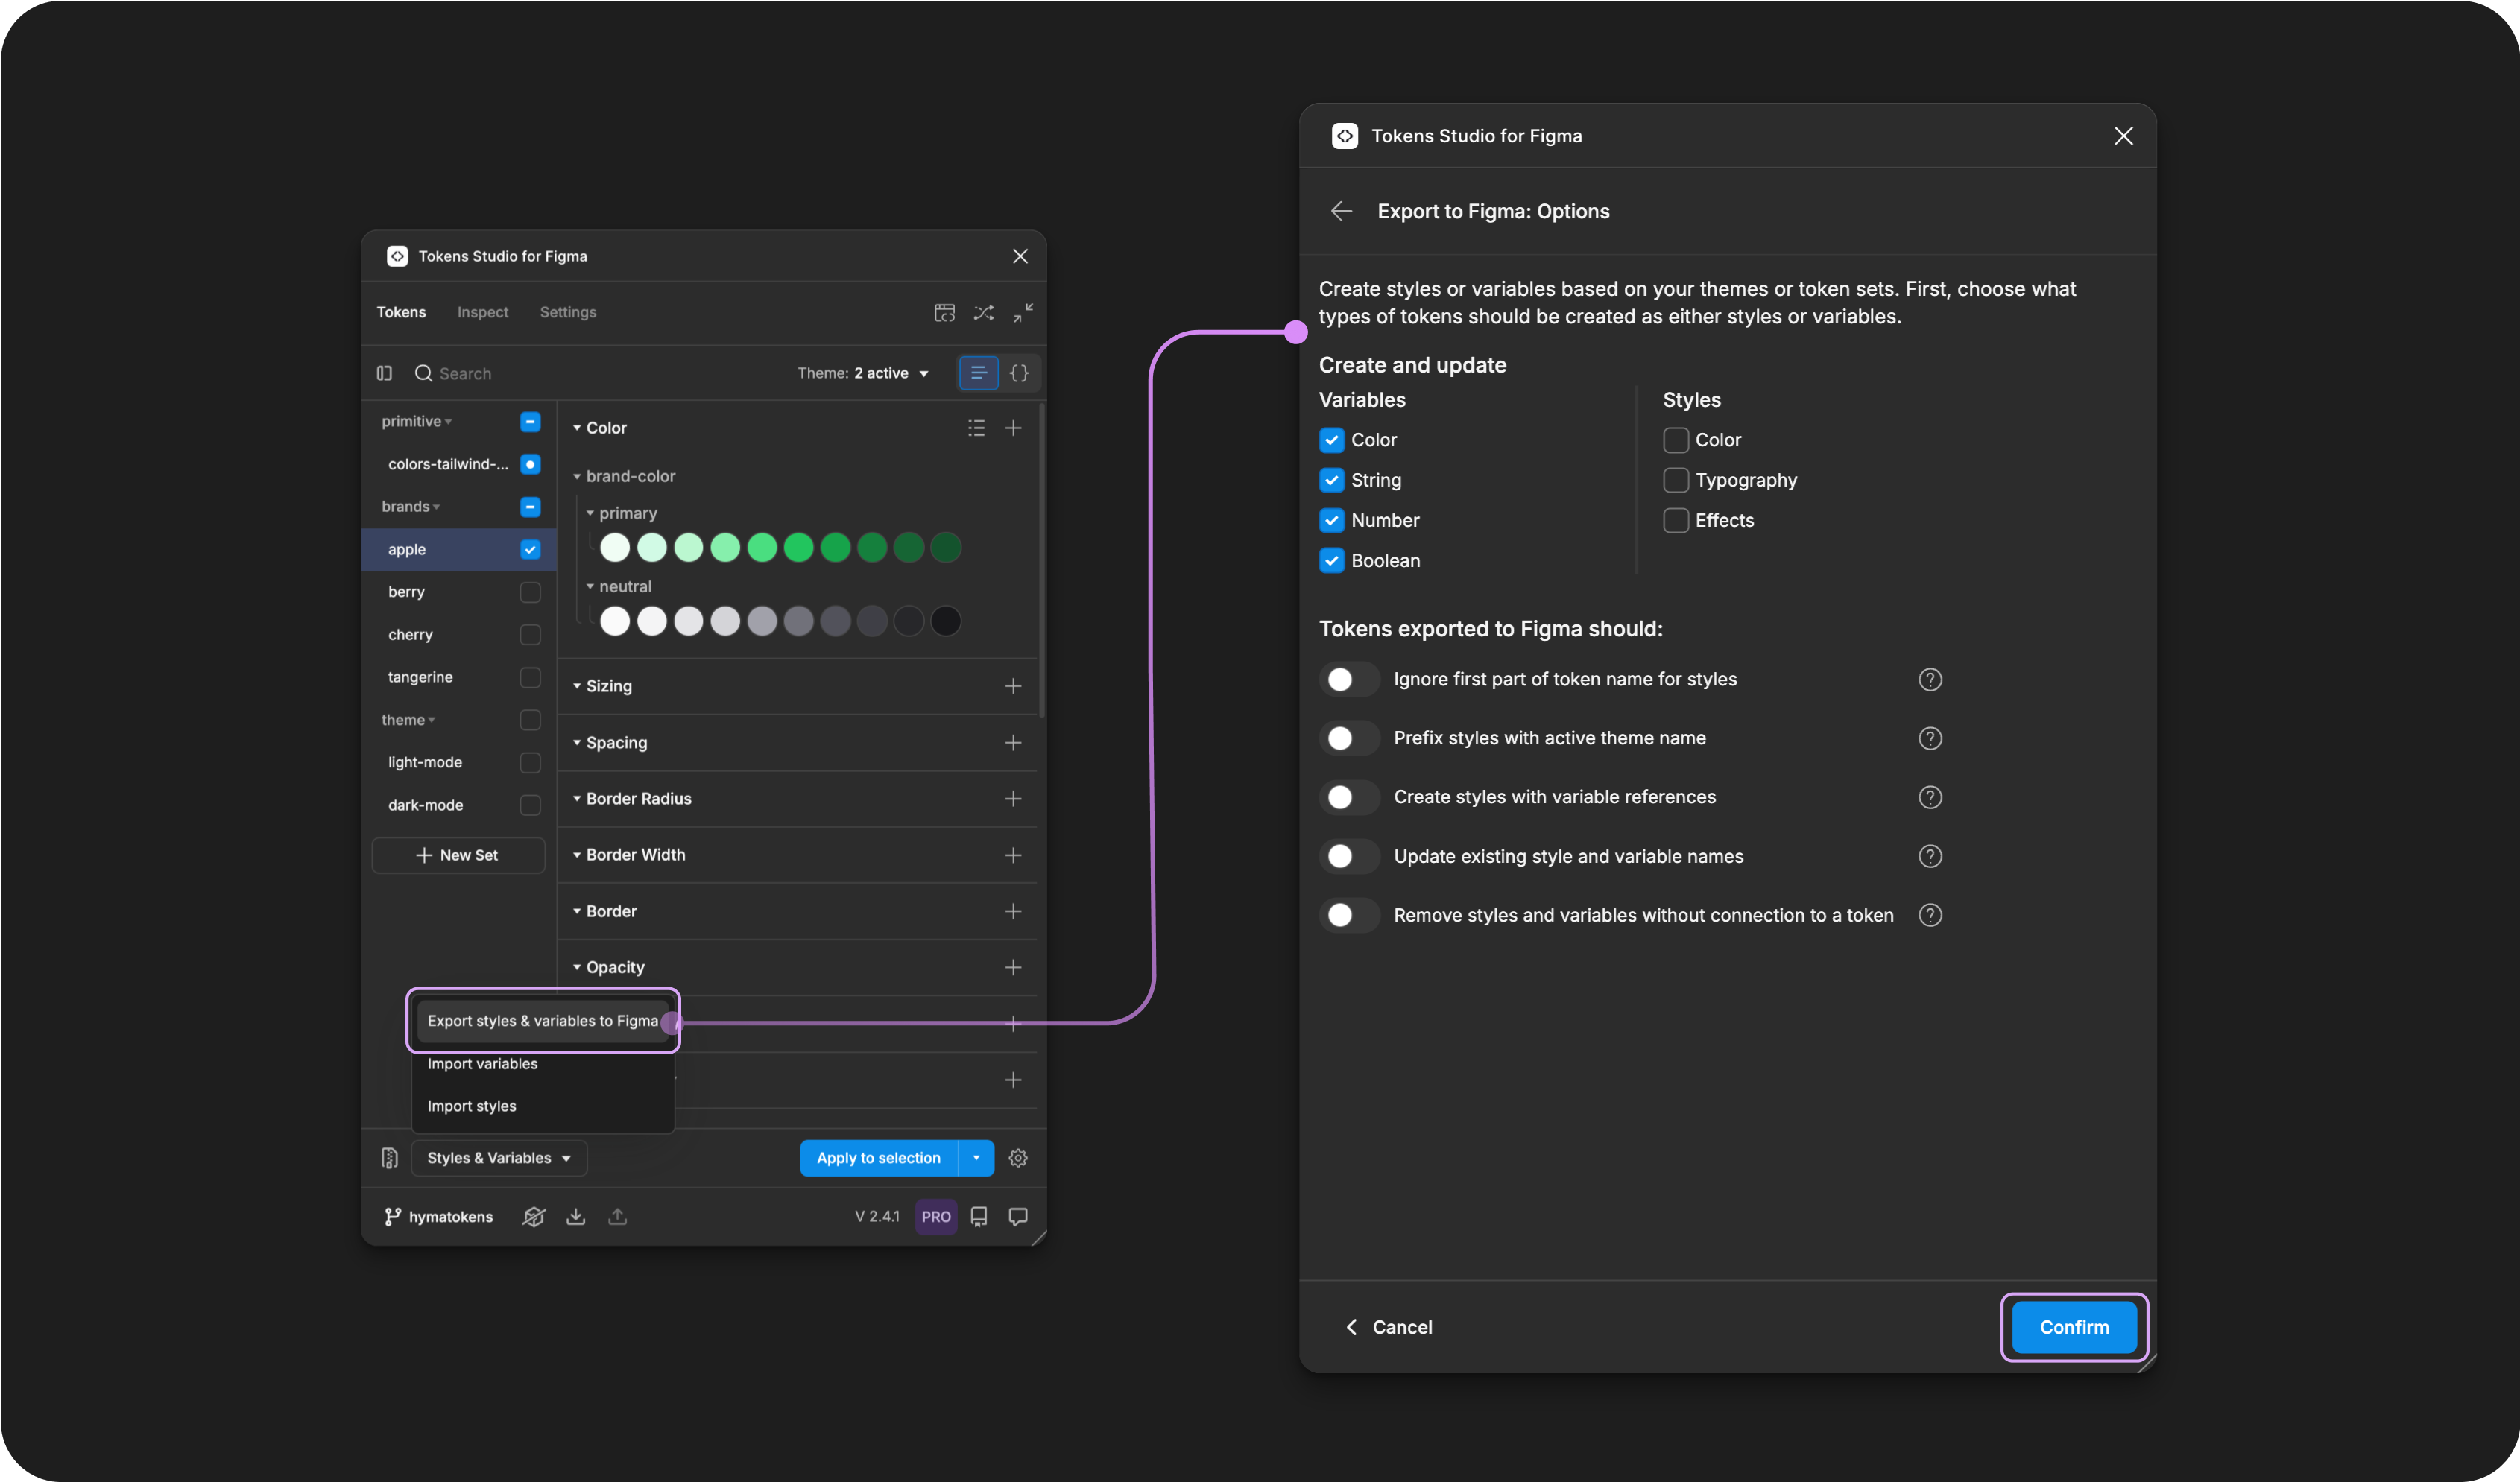 Tokens Studio for Figma
Tokens Inspect Settings
Search
Theme: 2 active
primitive
colors-tailwind-...
brands
apple
berry
cherry
tangerine
theme
light-mode
dark-mode
New Set
Color
brand-color
primary
neutral
Sizing
Spacing
Border Radius
Border Width
Border
Opacity
Export styles & variables to Figma
Import variables
Import styles
Styles & Variables
Apply to selection
hymatokens
V 2.4.1
PRO
Tokens Studio for Figma
Export to Figma: Options
Create styles or variables based on your themes or token sets. First, choose what
types of tokens should be created as either styles or variables.
Create and update
Variables
Color
String
Number
Boolean
Styles
Color
Typography
Effects
Tokens exported to Figma should:
Ignore first part of token name for styles
Prefix styles with active theme name
Create styles with variable references
Update existing style and variable names
Remove styles and variables without connection to a token
Cancel
Confirm